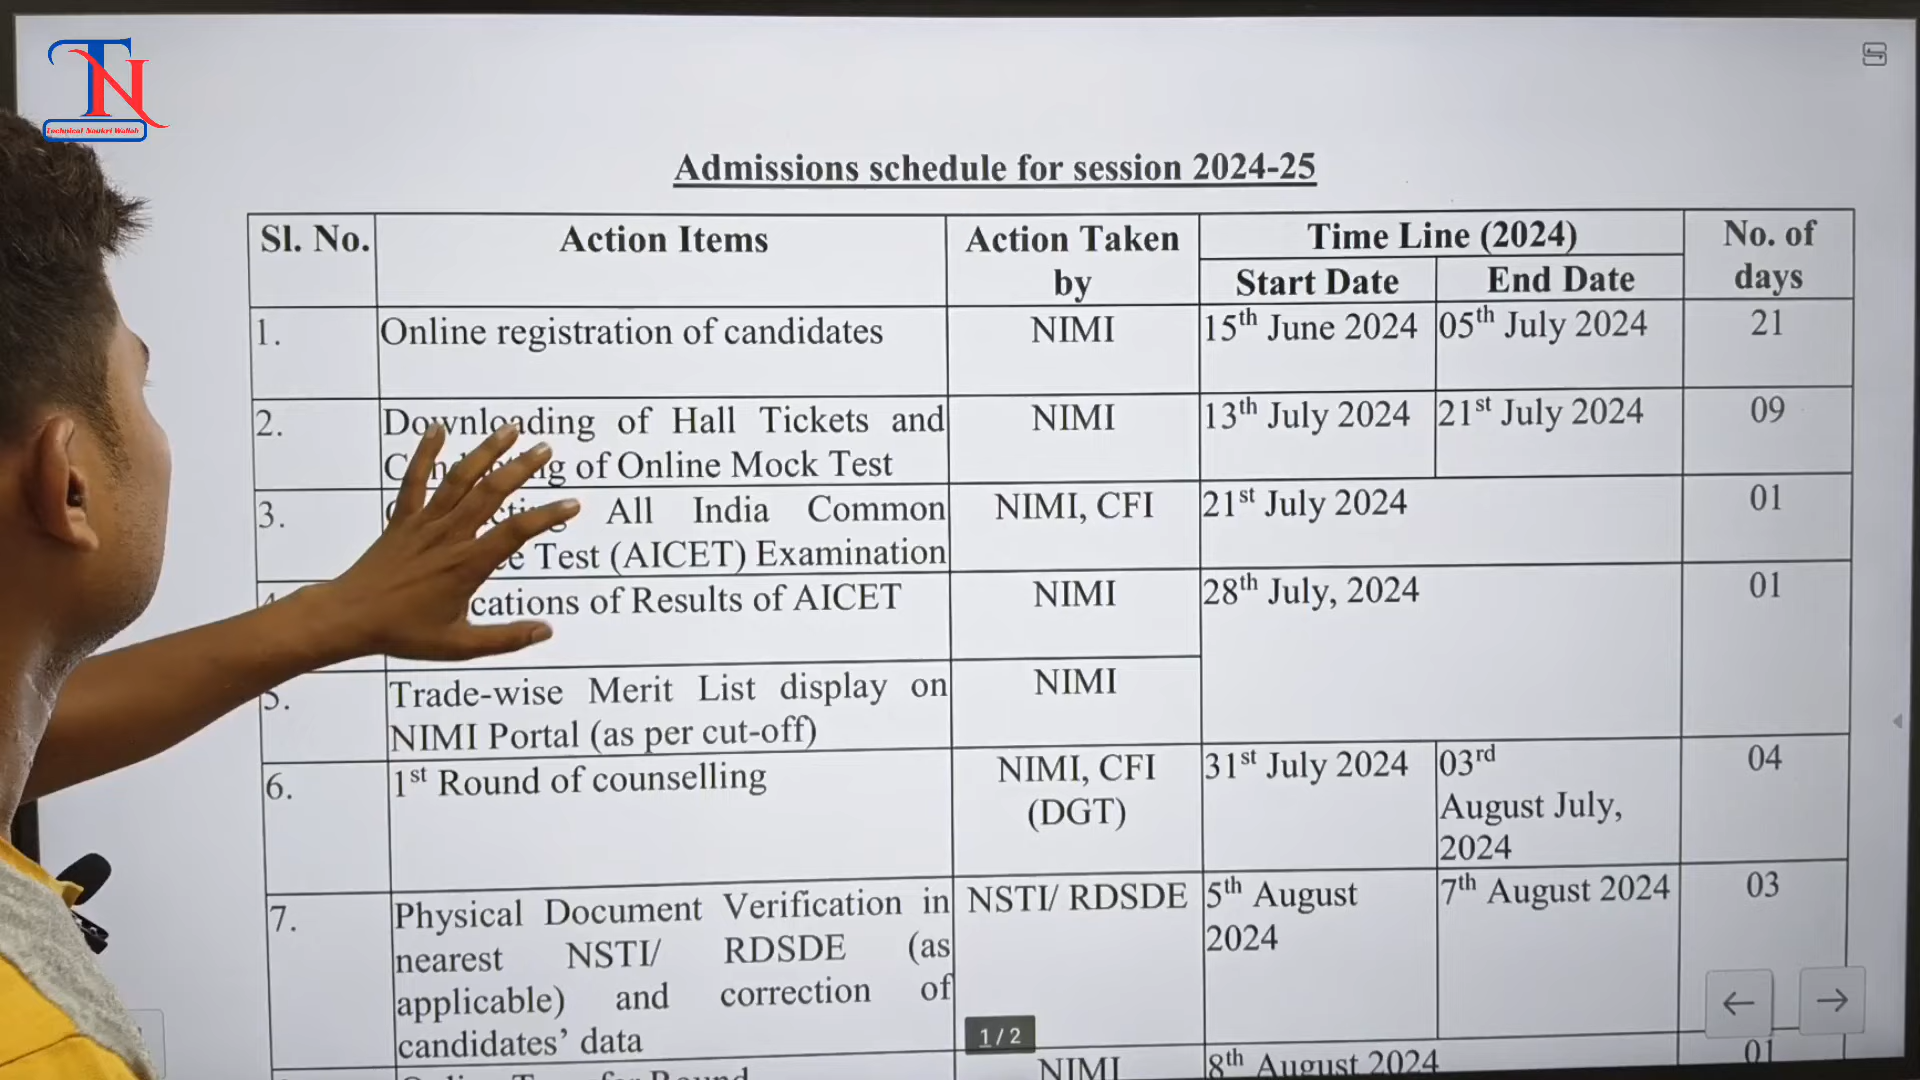 TN
Technical Naukri Wallah
Admissions schedule for session 2024-25
Sl. No. Action Items Action Taken by Time Line (2024) No. of days
Start Date End Date
1. Online registration of candidates NIMI 15th June 2024 05th July 2024 21
2. Downloading of Hall Tickets and NIMI 13th July 2024 21st July 2024 09
of Online Mock Test
3. All India Common NIMI, CFI 21st July 2024 01
Test (AICET) Examination
of Results of AICET NIMI 28th July, 2024 01
5. Trade-wise Merit List display on NIMI
NIMI Portal (as per cut-off)
6. 1st Round of counselling NIMI, CFI 31st July 2024 03rd 04
(DGT) August July,
2024
7. Physical Document Verification in NSTI/ RDSDE 5th August 7th August 2024 03
nearest NSTI/ RDSDE (as 2024
applicable) and correction of
candidates' data
1 / 2
NIMI 8th August 2024 01